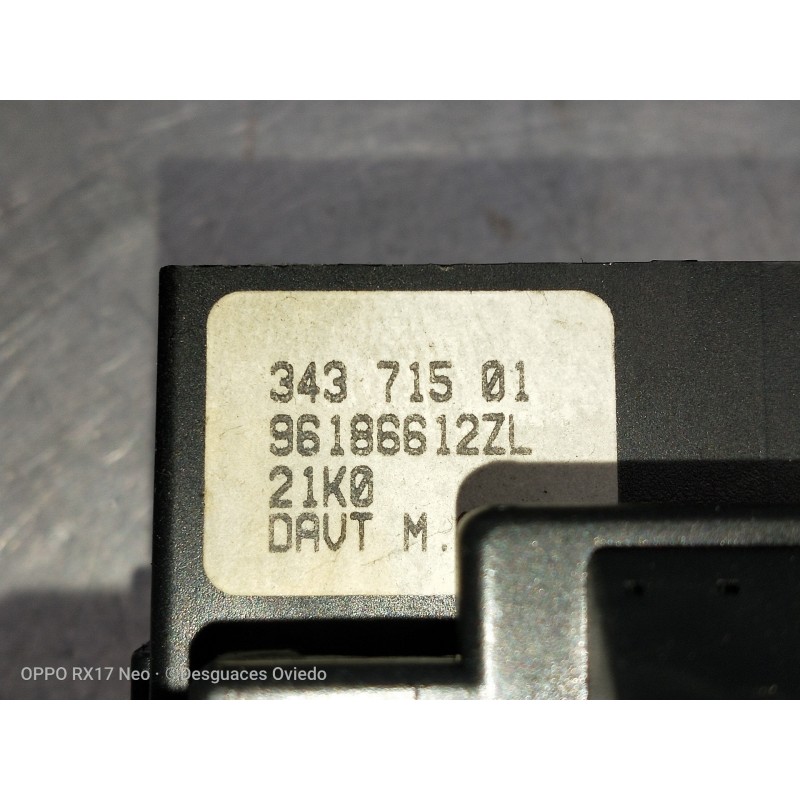 343 715 01
96186612ZL
21K0
DAVT M.
OPPO RX17 Neo · ©Desguaces Oviedo